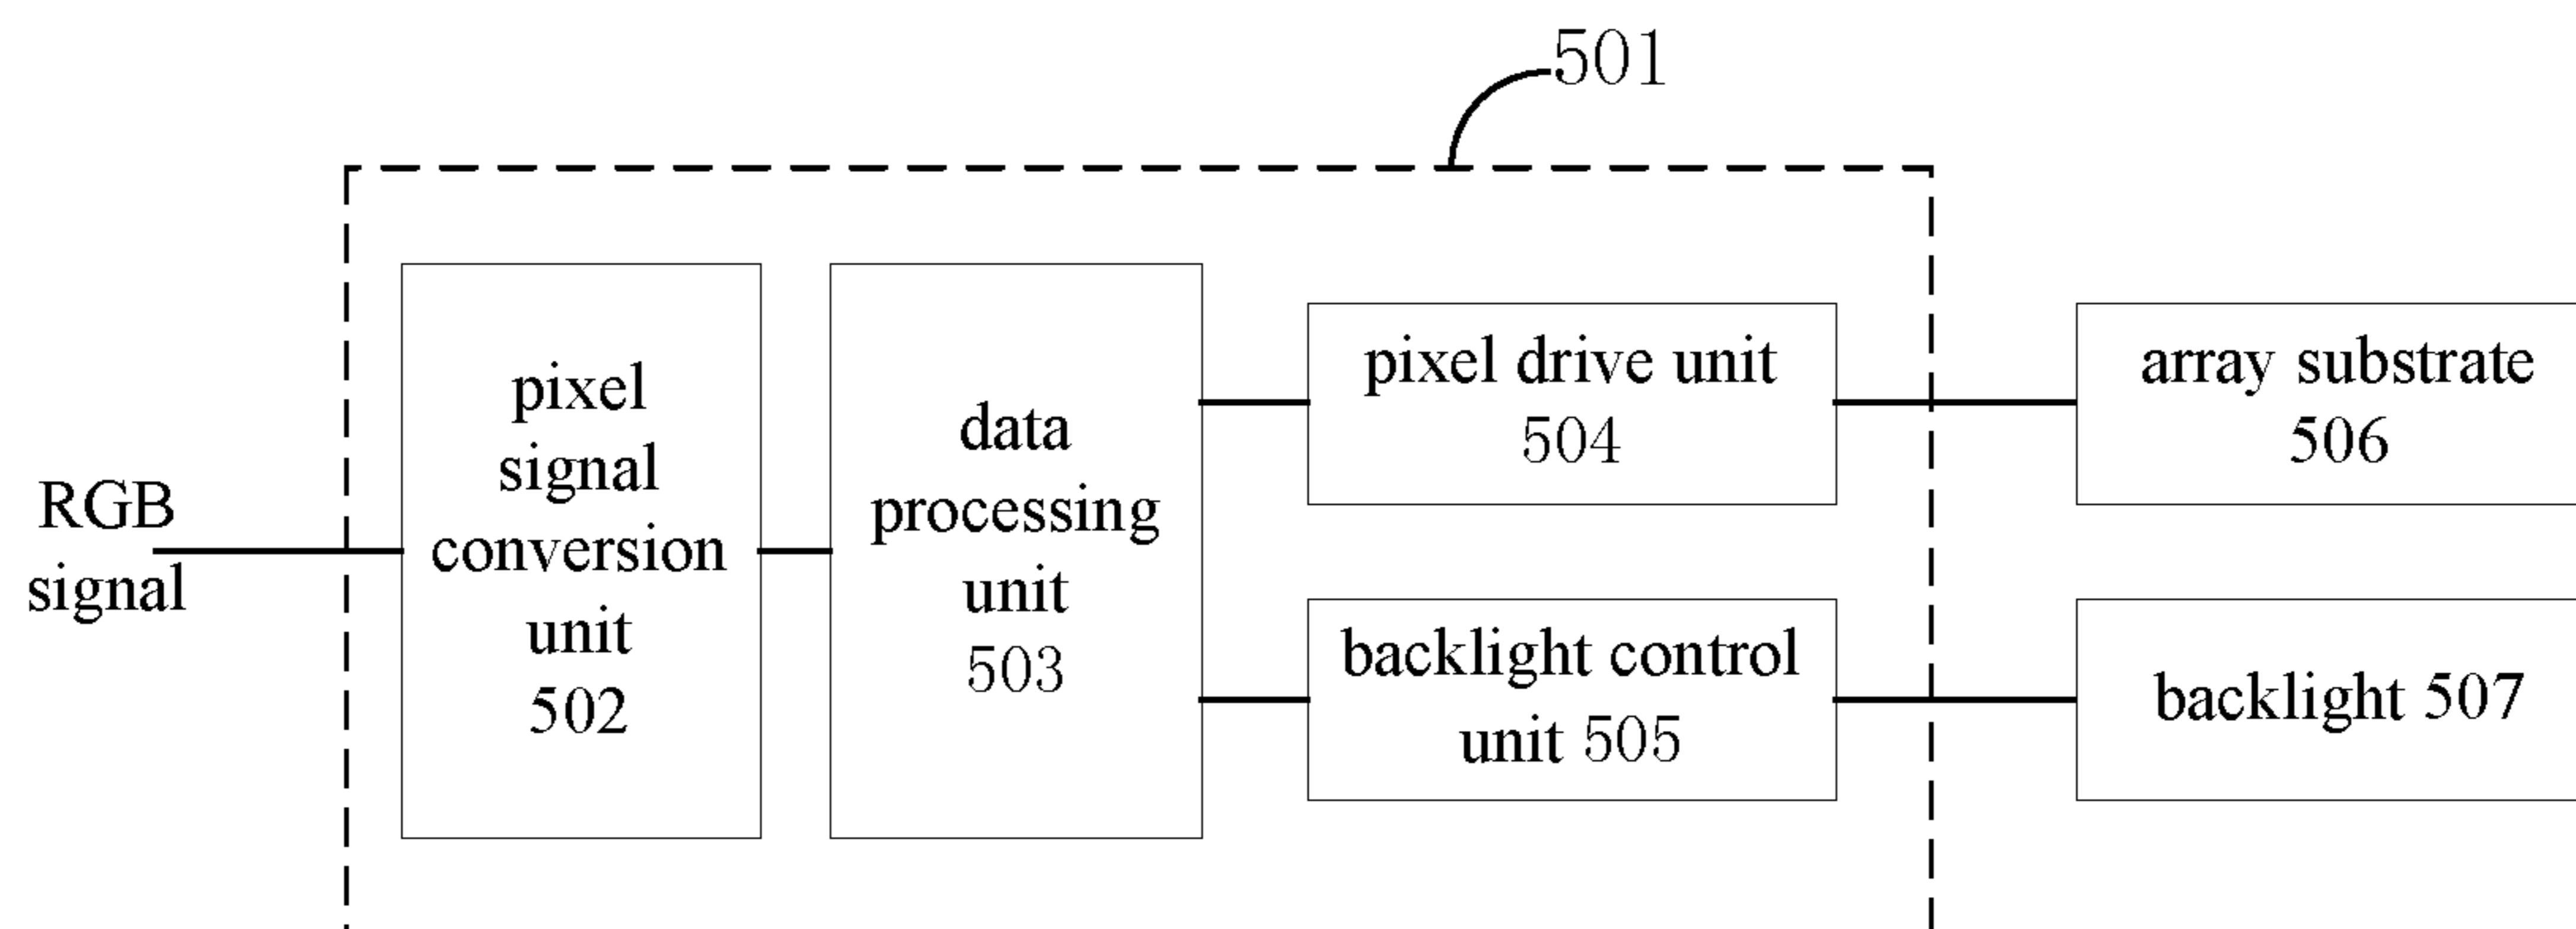 501
RGB
signal
pixel
signal
conversion
unit
502
data
processing
unit
503
pixel drive unit
504
backlight control
unit 505
array substrate
506
backlight 507